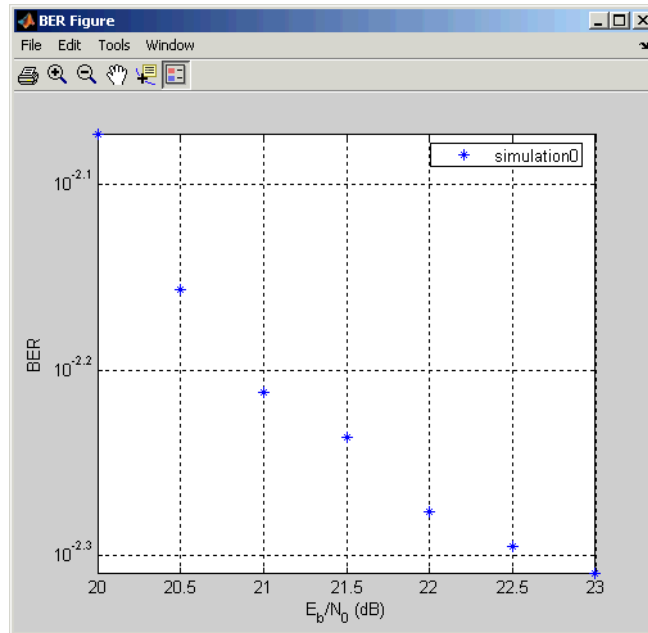 BER Figure
File Edit Tools Window
simulation0
10^-2.1
10^-2.2
10^-2.3
BER
20 20.5 21 21.5 22 22.5 23
E_b/N_0 (dB)